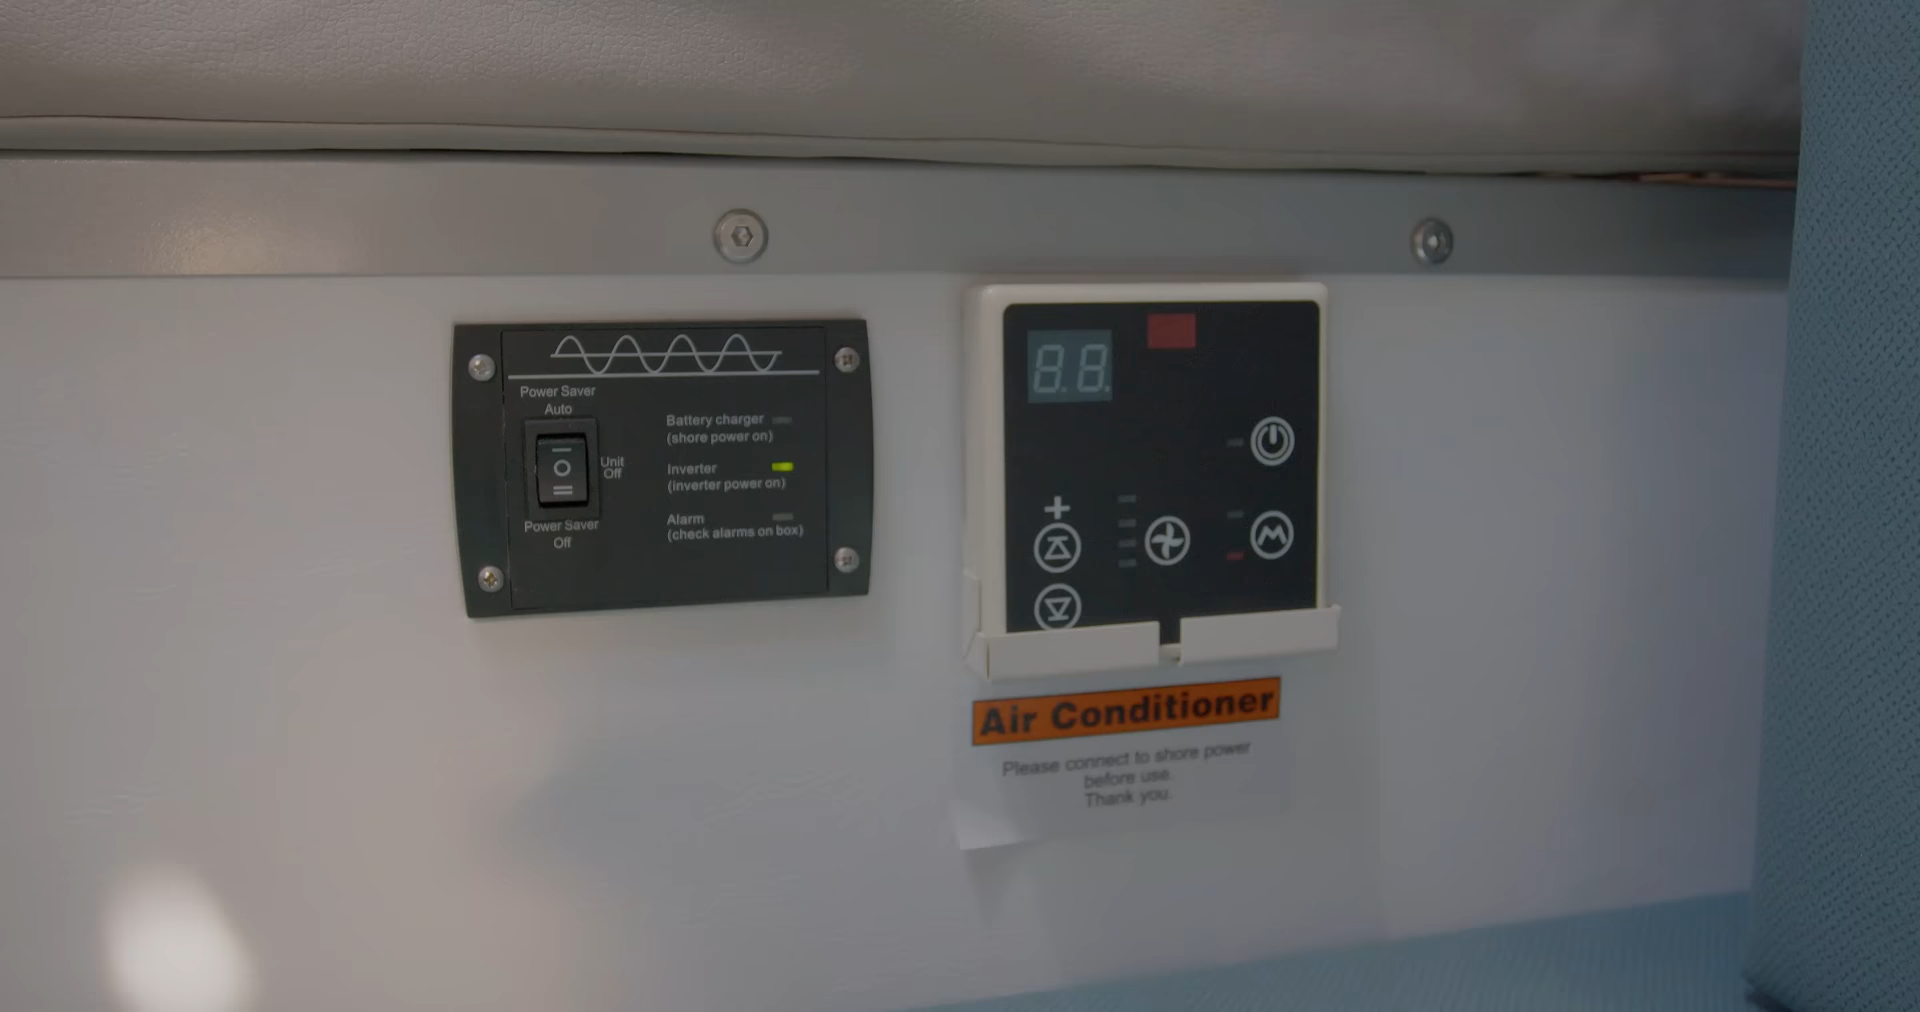 Power Saver
Auto
Unit
Off
Power Saver
Off
Battery charger
(shore power on)
Inverter
(inverter power on)
Alarm
(check alarms on box)
8.8.
+
Air Conditioner
Please connect to shore power
before use.
Thank you.